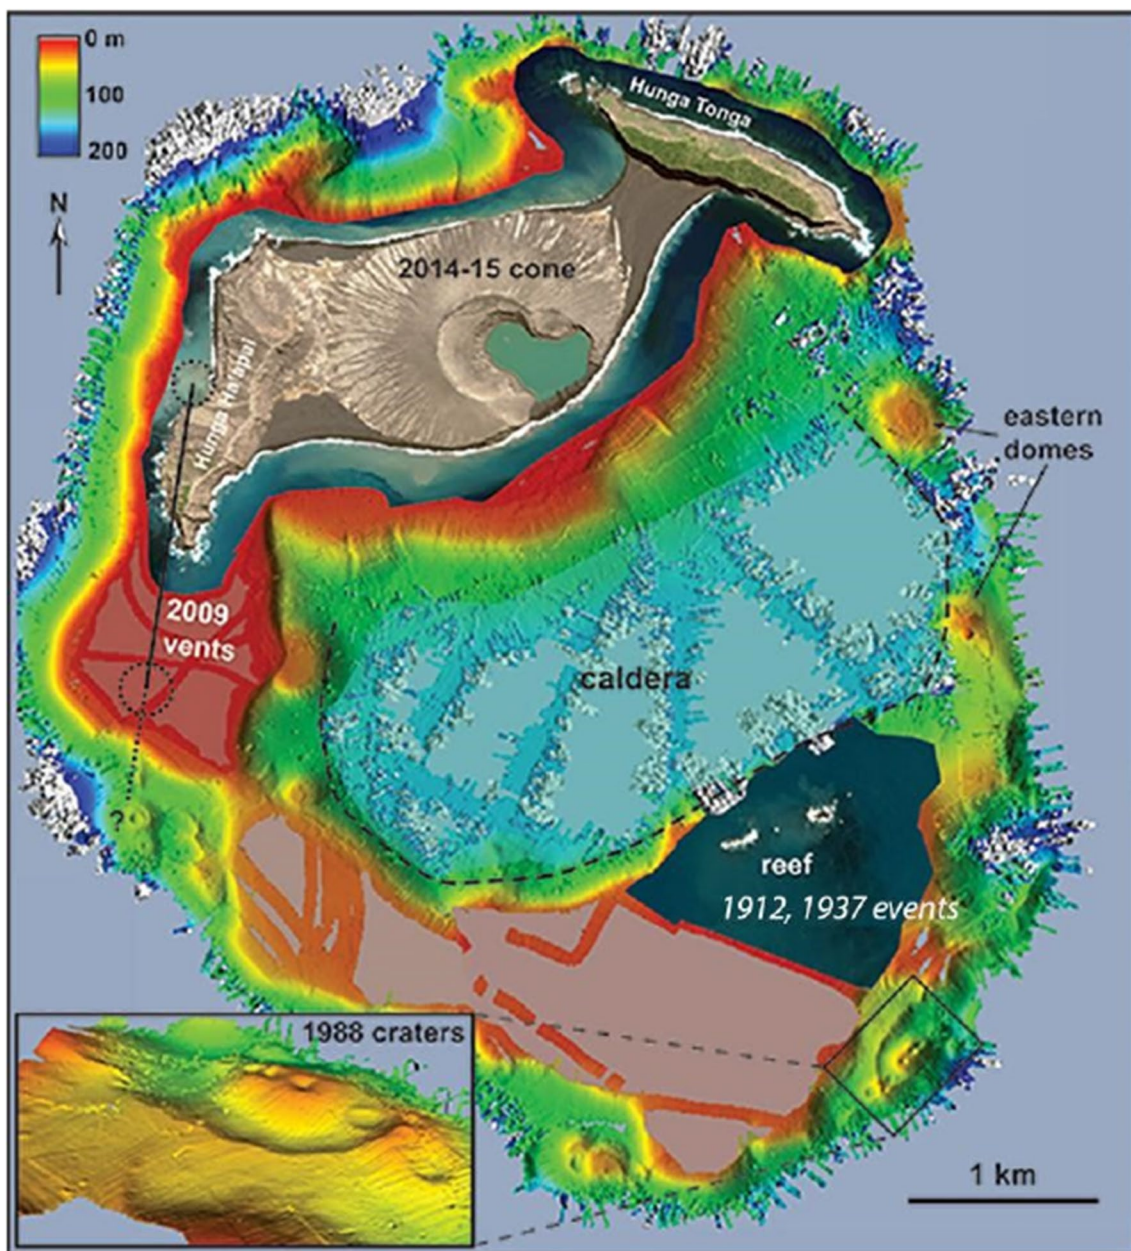 0 m
100
200
N
Hunga Tonga
2014-15 cone
Hunga Ha'apai
eastern
domes
2009
vents
caldera
?
reef
1912, 1937 events
1988 craters
1 km